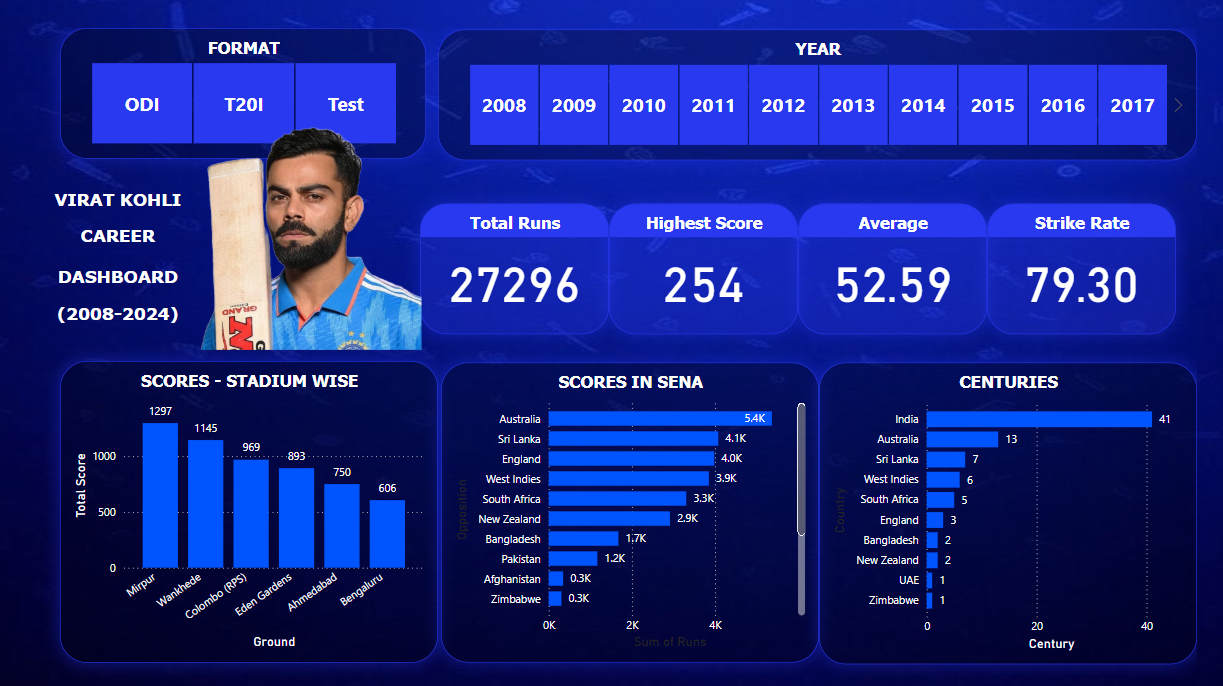 FORMAT
ODI T20I Test
YEAR
2008 2009 2010 2011 2012 2013 2014 2015 2016 2017
VIRAT KOHLI
CAREER
DASHBOARD
(2008-2024)
GRAND
Total Runs
27296
Highest Score
254
Average
52.59
Strike Rate
79.30
SCORES - STADIUM WISE
Total Score
1000
500
0
1297
1145
969
893
750
606
Mirpur
Wankhede
Colombo (RPS)
Eden Gardens
Ahmedabad
Bengaluru
Ground
SCORES IN SENA
Opposition
Australia 5.4K
Sri Lanka 4.1K
England 4.0K
West Indies 3.9K
South Africa 3.3K
New Zealand 2.9K
Bangladesh 1.7K
Pakistan 1.2K
Afghanistan 0.3K
Zimbabwe 0.3K
0K 2K 4K
Sum of Runs
CENTURIES
Country
India 41
Australia 13
Sri Lanka 7
West Indies 6
South Africa 5
England 3
Bangladesh 2
New Zealand 2
UAE 1
Zimbabwe 1
0 20 40
Century